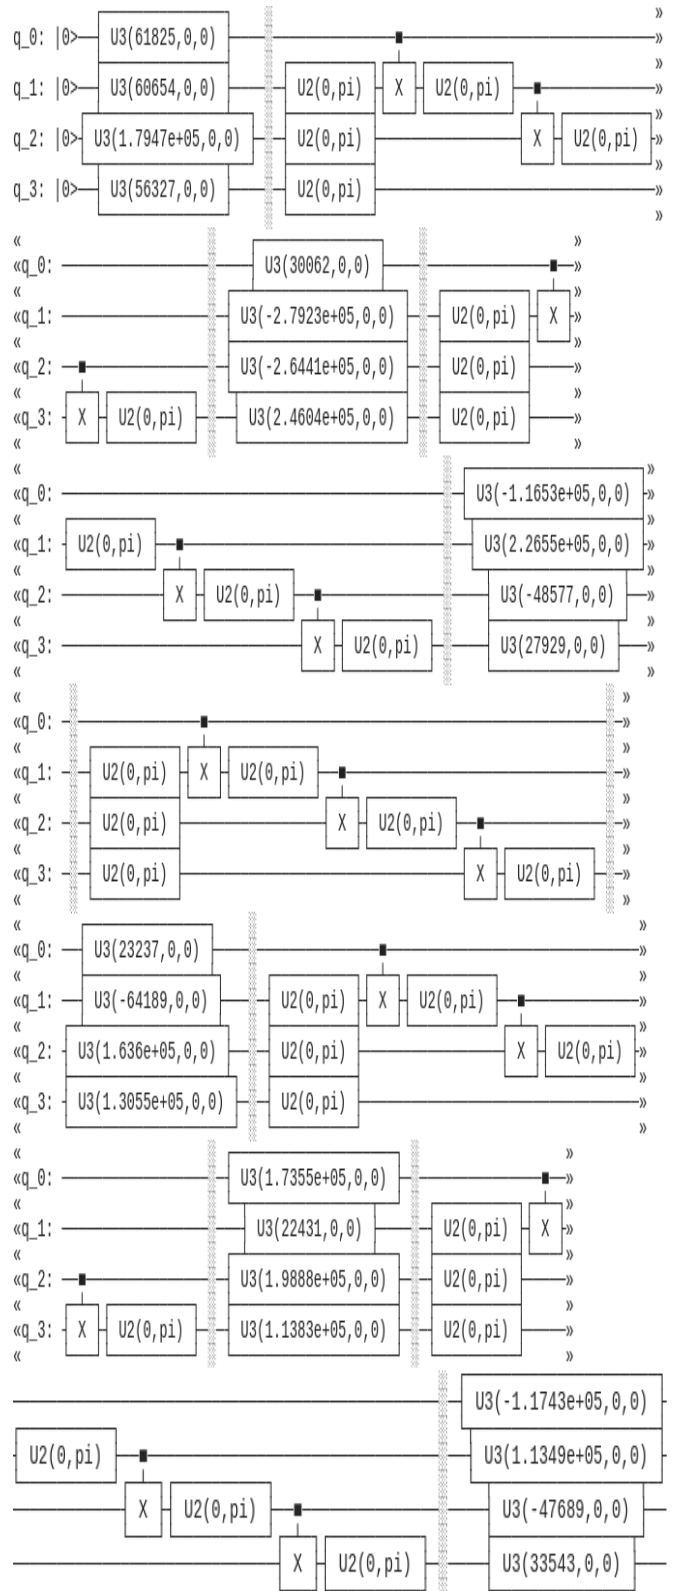 »
q_0: |0> U3(61825,0,0) »
»
q_1: |0> U3(60654,0,0) U2(0,pi) X U2(0,pi) »
»
q_2: |0> U3(1.7947e+05,0,0) U2(0,pi) X U2(0,pi) »
»
q_3: |0> U3(56327,0,0) U2(0,pi) »
»
« »
«q_0: U3(30062,0,0) »
« »
«q_1: U3(-2.7923e+05,0,0) U2(0,pi) X »
« »
«q_2: U3(-2.6441e+05,0,0) U2(0,pi) »
« »
«q_3: X U2(0,pi) U3(2.4604e+05,0,0) U2(0,pi) »
« »
« »
«q_0: U3(-1.1653e+05,0,0) »
« »
«q_1: U2(0,pi) U3(2.2655e+05,0,0) »
« »
«q_2: X U2(0,pi) U3(-48577,0,0) »
« »
«q_3: X U2(0,pi) U3(27929,0,0) »
« »
« »
«q_0: »
« »
«q_1: U2(0,pi) X U2(0,pi) »
« »
«q_2: U2(0,pi) X U2(0,pi) »
« »
«q_3: U2(0,pi) X U2(0,pi) »
« »
« »
«q_0: U3(23237,0,0) »
« »
«q_1: U3(-64189,0,0) U2(0,pi) X U2(0,pi) »
« »
«q_2: U3(1.636e+05,0,0) U2(0,pi) X U2(0,pi) »
« »
«q_3: U3(1.3055e+05,0,0) U2(0,pi) »
« »
« »
«q_0: U3(1.7355e+05,0,0) »
« »
«q_1: U3(22431,0,0) U2(0,pi) X »
« »
«q_2: U3(1.9888e+05,0,0) U2(0,pi) »
« »
«q_3: X U2(0,pi) U3(1.1383e+05,0,0) U2(0,pi) »
« »
U3(-1.1743e+05,0,0)
U2(0,pi) U3(1.1349e+05,0,0)
X U2(0,pi) U3(-47689,0,0)
X U2(0,pi) U3(33543,0,0)